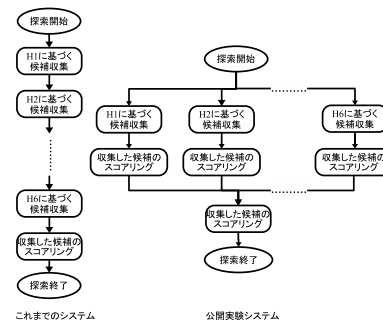 探索開始
H1に基づく
候補収集
H2に基づく
候補収集
H6に基づく
候補収集
収集した候補の
スコアリング
探索終了
これまでのシステム
探索開始
H1に基づく
候補収集
H2に基づく
候補収集
H6に基づく
候補収集
収集した候補の
スコアリング
収集した候補の
スコアリング
収集した候補の
スコアリング
収集した候補の
スコアリング
探索終了
公開実験システム